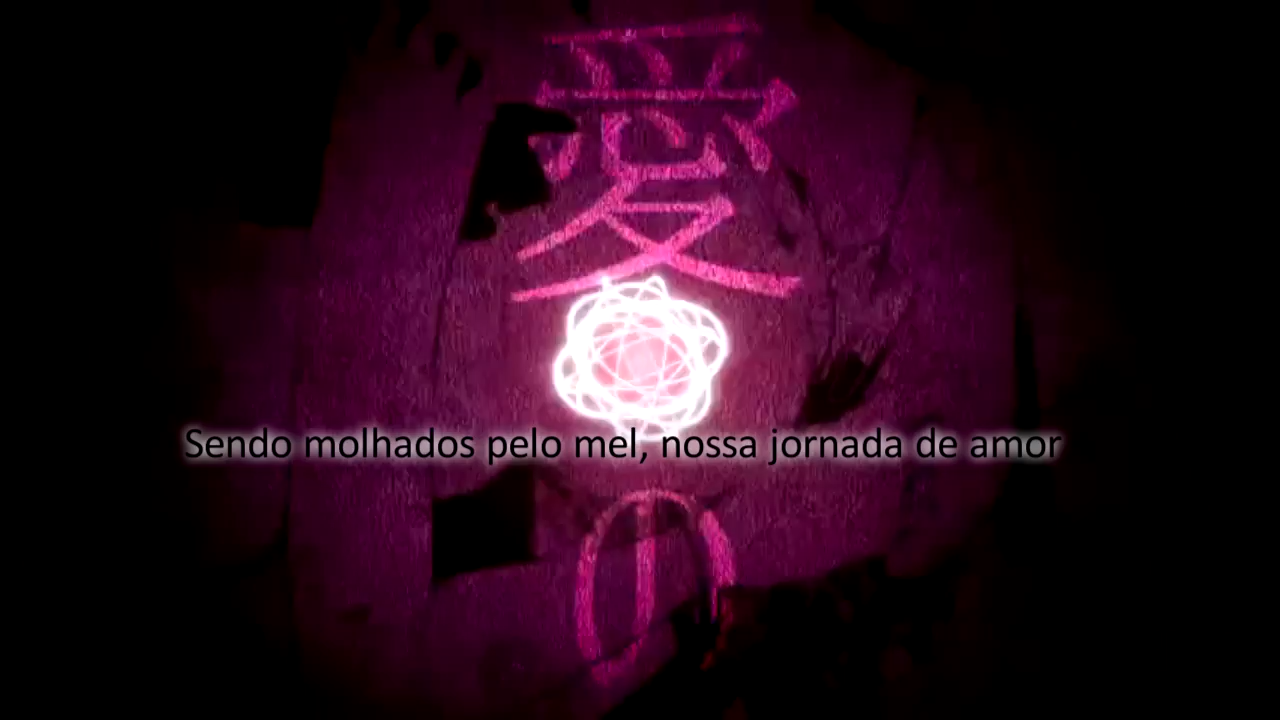 愛
の
Sendo molhados pelo mel, nossa jornada de amor